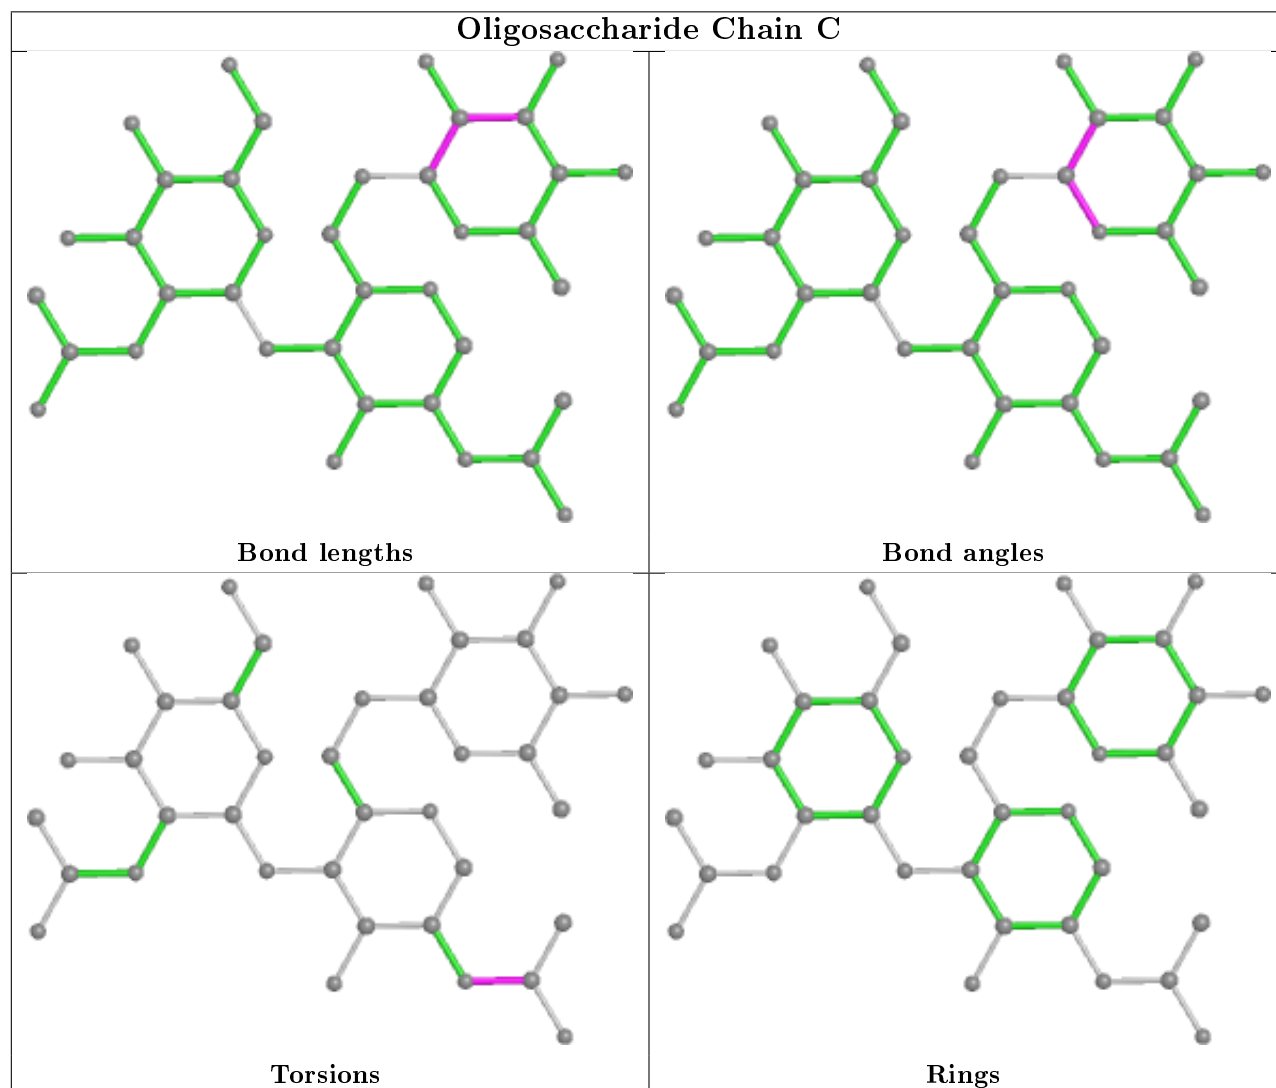 Oligosaccharide Chain C
Bond lengths
Bond angles
Torsions
Rings